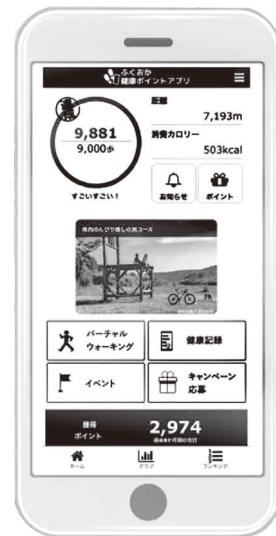 ふくおか
健康ポイントアプリ
距離
7,193m
9,881
9,000歩
消費カロリー
503kcal
すごいすごい！
お知らせ
ポイント
バーチャル
ウォーキング
健康記録
イベント
キャンペーン
応募
獲得
ポイント
2,974
ホーム
グラフ
ランキング